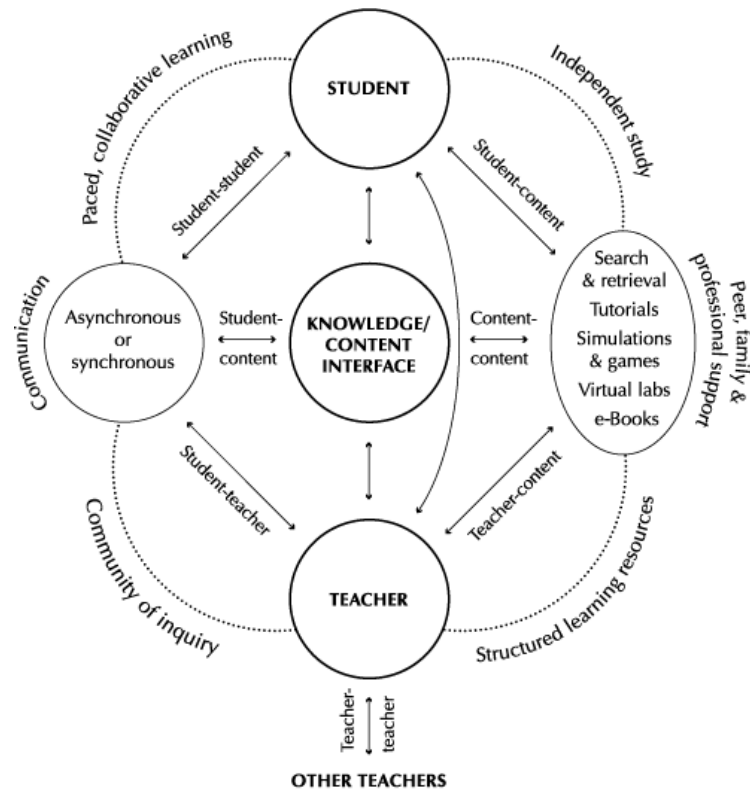 Paced, collaborative learning
STUDENT
Independent study
Student-student
Student-content
Communication
Asynchronous
or
synchronous
Student-
content
KNOWLEDGE/
CONTENT
INTERFACE
Content-
content
Search
& retrieval
Tutorials
Simulations
& games
Virtual labs
e-Books
Peer, family &
professional support
Student-teacher
Teacher-content
Community of inquiry
TEACHER
Structured learning resources
Teacher-
teacher
OTHER TEACHERS